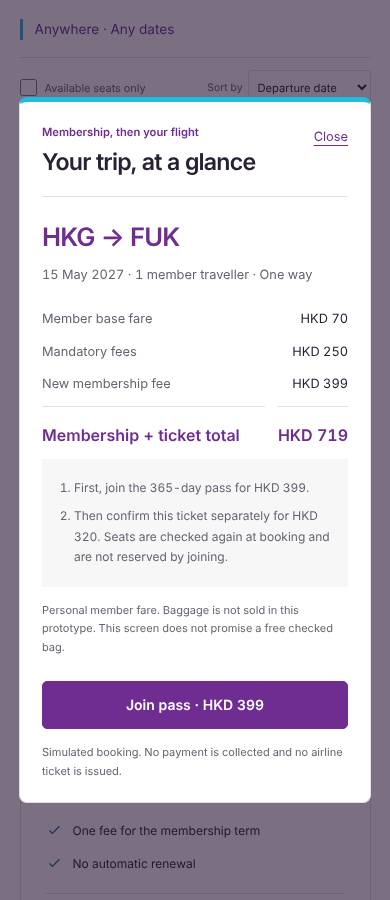 Anywhere · Any dates
Available seats only
Sort by
Departure date
Membership, then your flight
Close
Your trip, at a glance
HKG → FUK
15 May 2027 · 1 member traveller · One way
Member base fare HKD 70
Mandatory fees HKD 250
New membership fee HKD 399
Membership + ticket total HKD 719
1. First, join the 365-day pass for HKD 399.
2. Then confirm this ticket separately for HKD
320. Seats are checked again at booking and
are not reserved by joining.
Personal member fare. Baggage is not sold in this
prototype. This screen does not promise a free checked
bag.
Join pass · HKD 399
Simulated booking. No payment is collected and no airline
ticket is issued.
One fee for the membership term
No automatic renewal